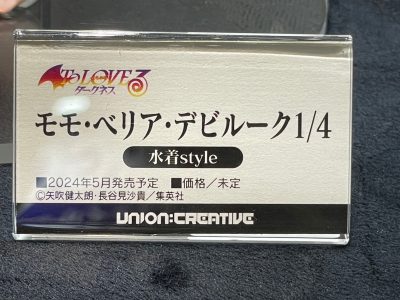 To LOVEる
ダークネス
モモ・ベリア・デビルーク1/4
水着style
■2024年5月発売予定 ■価格/未定
©矢吹健太朗・長谷見沙貴/集英社
UNION:CREATIVE